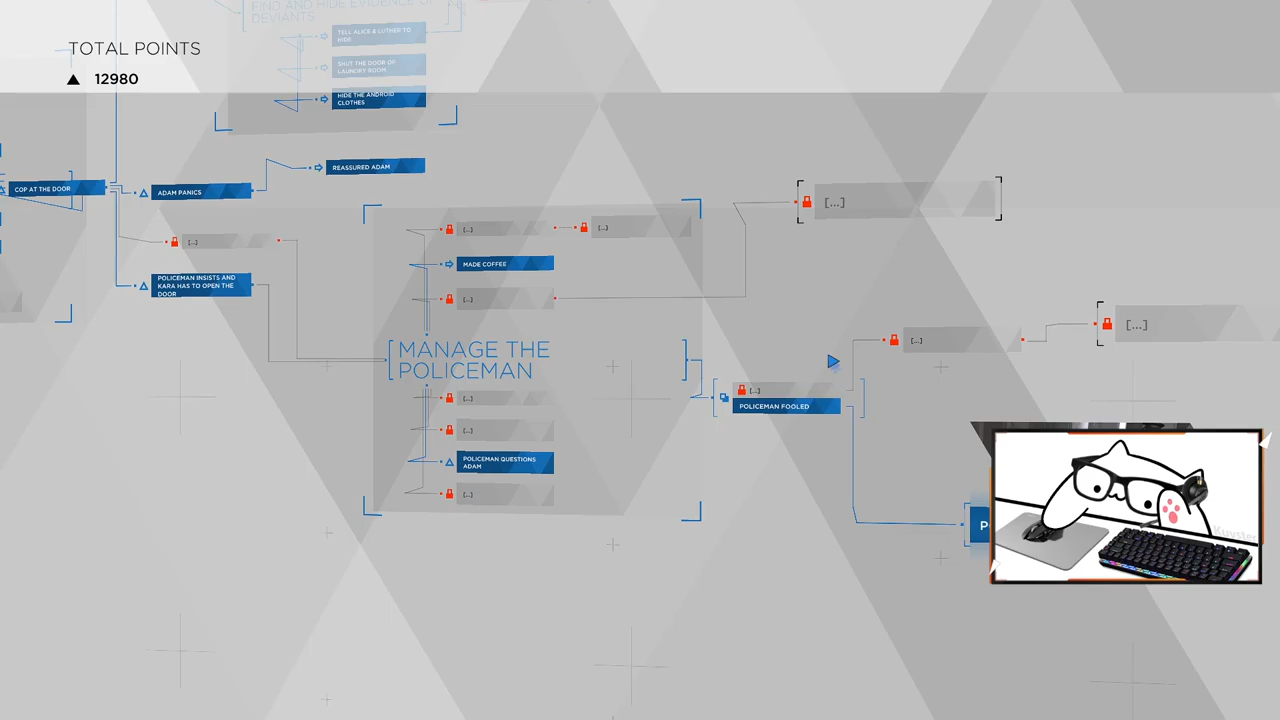 FIND AND HIDE EVIDENCE OF
DEVIANTS
TELL ALICE & LUTHER TO
HIDE
SHUT THE DOOR OF
LAUNDRY ROOM
HIDE THE ANDROID
CLOTHES
TOTAL POINTS
12980
REASSURED ADAM
COP AT THE DOOR
ADAM PANICS
[...]
[...]
[...]
[...]
POLICEMAN INSISTS AND
KARA HAS TO OPEN THE
DOOR
MADE COFFEE
[...]
[...]
[...]
MANAGE THE
POLICEMAN
[...]
[...]
POLICEMAN FOOLED
[...]
POLICEMAN QUESTIONS
ADAM
[...]
P
Kuyster